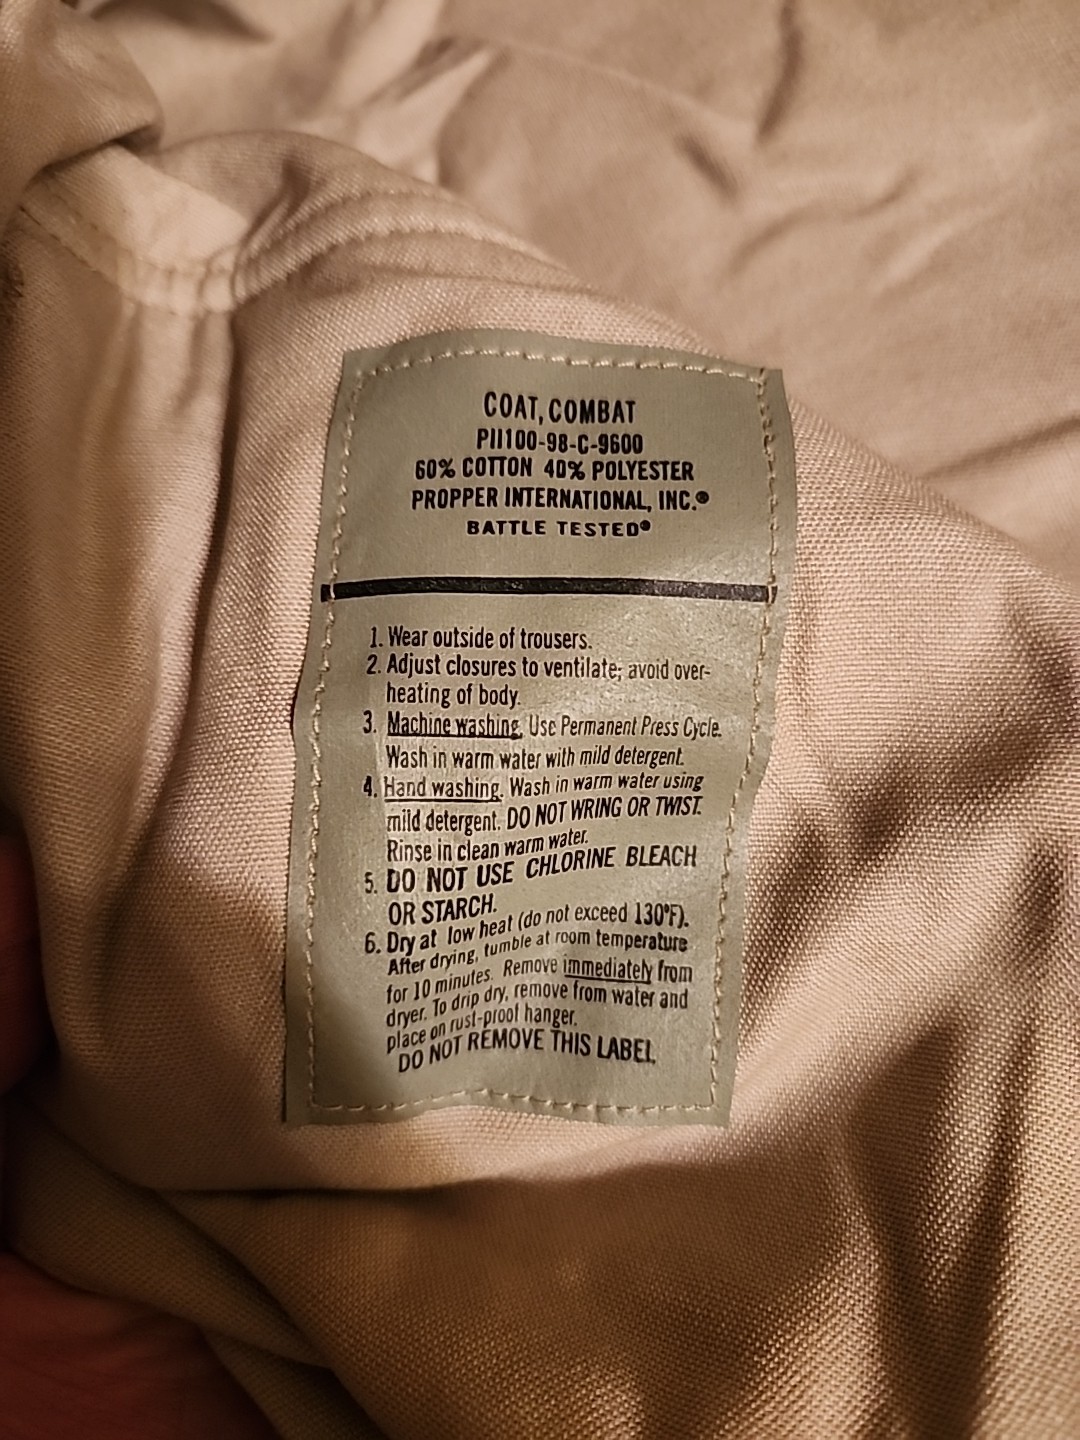 COAT, COMBAT
PII100-98-C-9600
60% COTTON 40% POLYESTER
PROPPER INTERNATIONAL, INC.®
BATTLE TESTED®
1. Wear outside of trousers.
2. Adjust closures to ventilate; avoid over-
heating of body.
3. Machine washing. Use Permanent Press Cycle.
Wash in warm water with mild detergent.
4. Hand washing. Wash in warm water using
mild detergent. DO NOT WRING OR TWIST.
Rinse in clean warm water.
5. DO NOT USE CHLORINE BLEACH
OR STARCH.
6. Dry at low heat (do not exceed 130°F).
After drying, tumble at room temperature
for 10 minutes. Remove immediately from
dryer. To drip dry, remove from water and
place on rust-proof hanger.
DO NOT REMOVE THIS LABEL